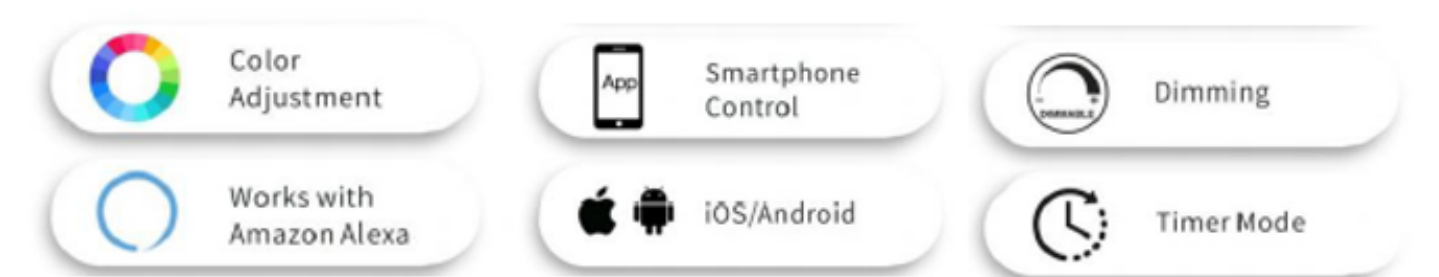 Color
Adjustment
App
Smartphone
Control
DIMMABLE
Dimming
Works with
Amazon Alexa
iOS/Android
Timer Mode